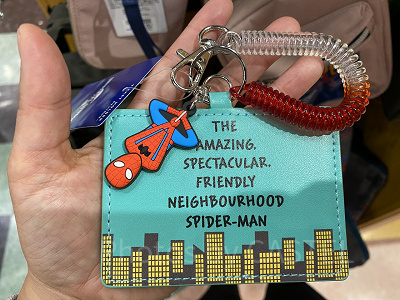 THE
AMAZING.
SPECTACULAR.
FRIENDLY
NEIGHBOURHOOD
SPIDER-MAN